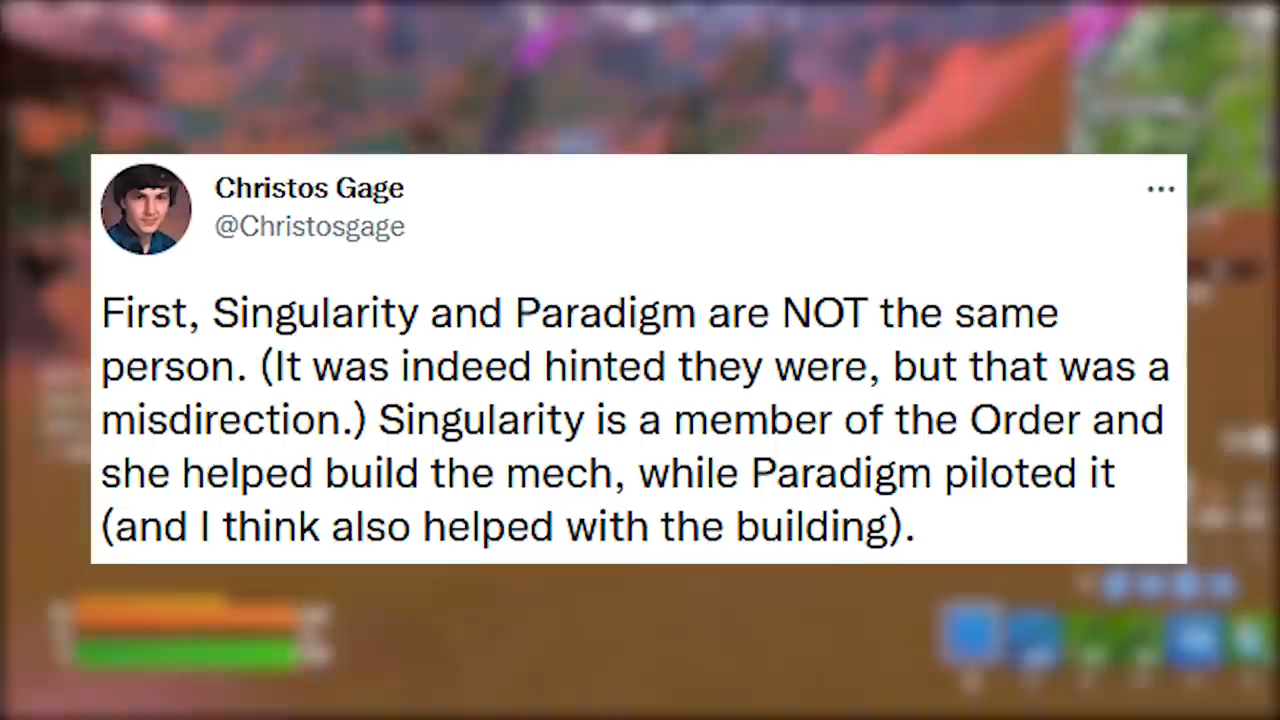 Christos Gage
@Christosgage
First, Singularity and Paradigm are NOT the same
person. (It was indeed hinted they were, but that was a
misdirection.) Singularity is a member of the Order and
she helped build the mech, while Paradigm piloted it
(and I think also helped with the building).